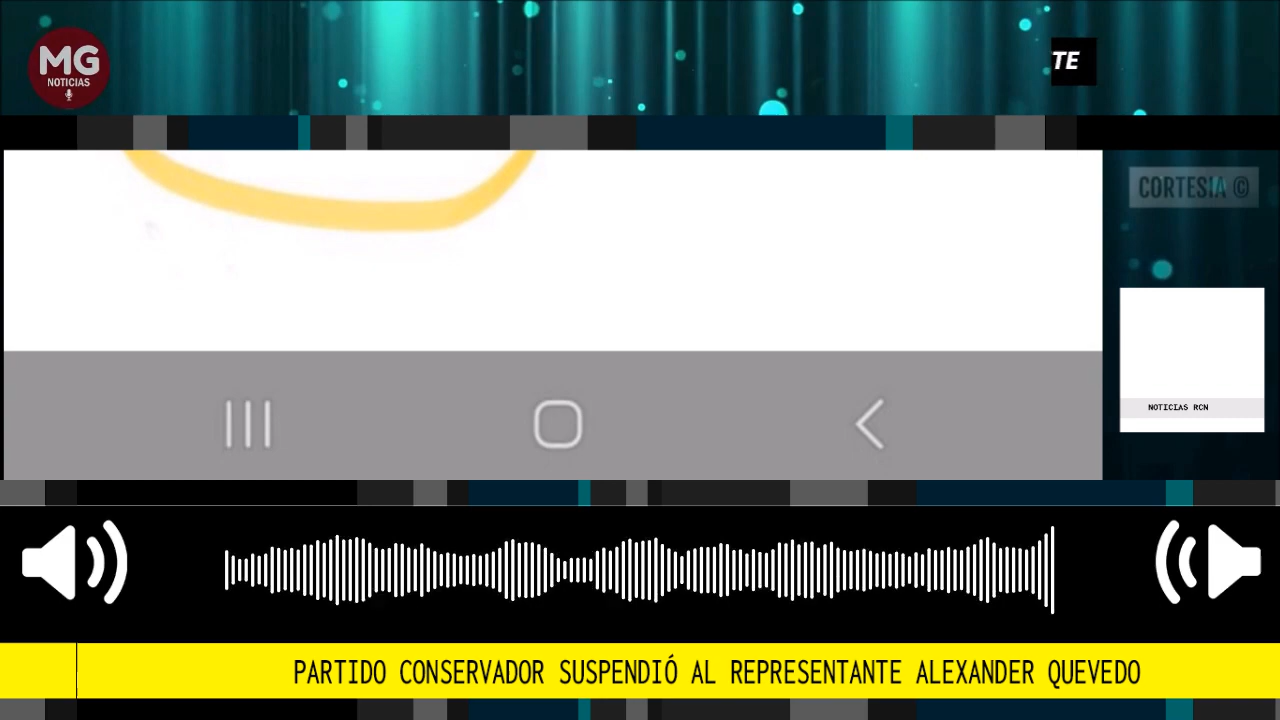 MG
NOTICIAS
TE
CORTESIA ©
NOTICIAS RCN
PARTIDO CONSERVADOR SUSPENDIÓ AL REPRESENTANTE ALEXANDER QUEVEDO